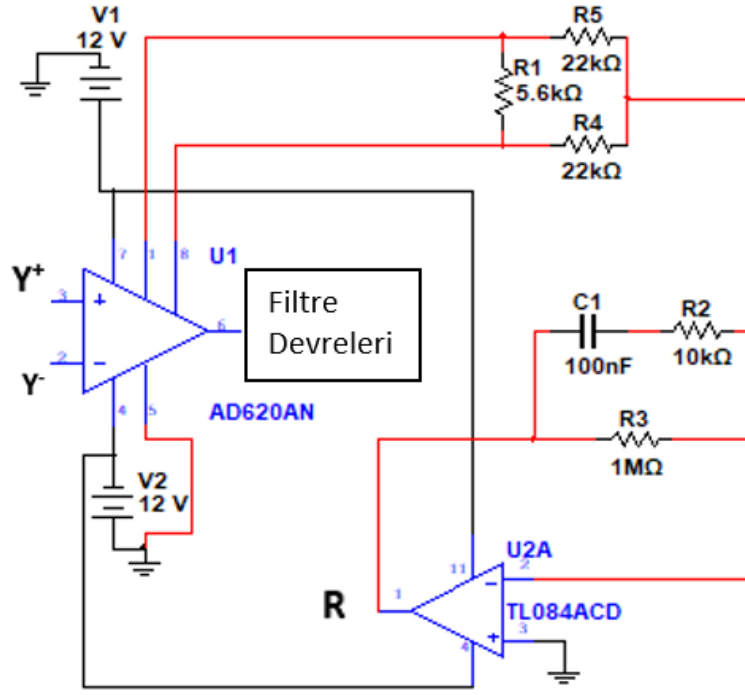 V1
12 V
R5
22kΩ
R1
5.6kΩ
R4
22kΩ
7
1
8
U1
Y+
3
+
6
Filtre
Devreleri
2
−
Y-
4
5
AD620AN
C1
100nF
R2
10kΩ
R3
1MΩ
V2
12 V
U2A
11
2
−
R
1
TL084ACD
+
3
4